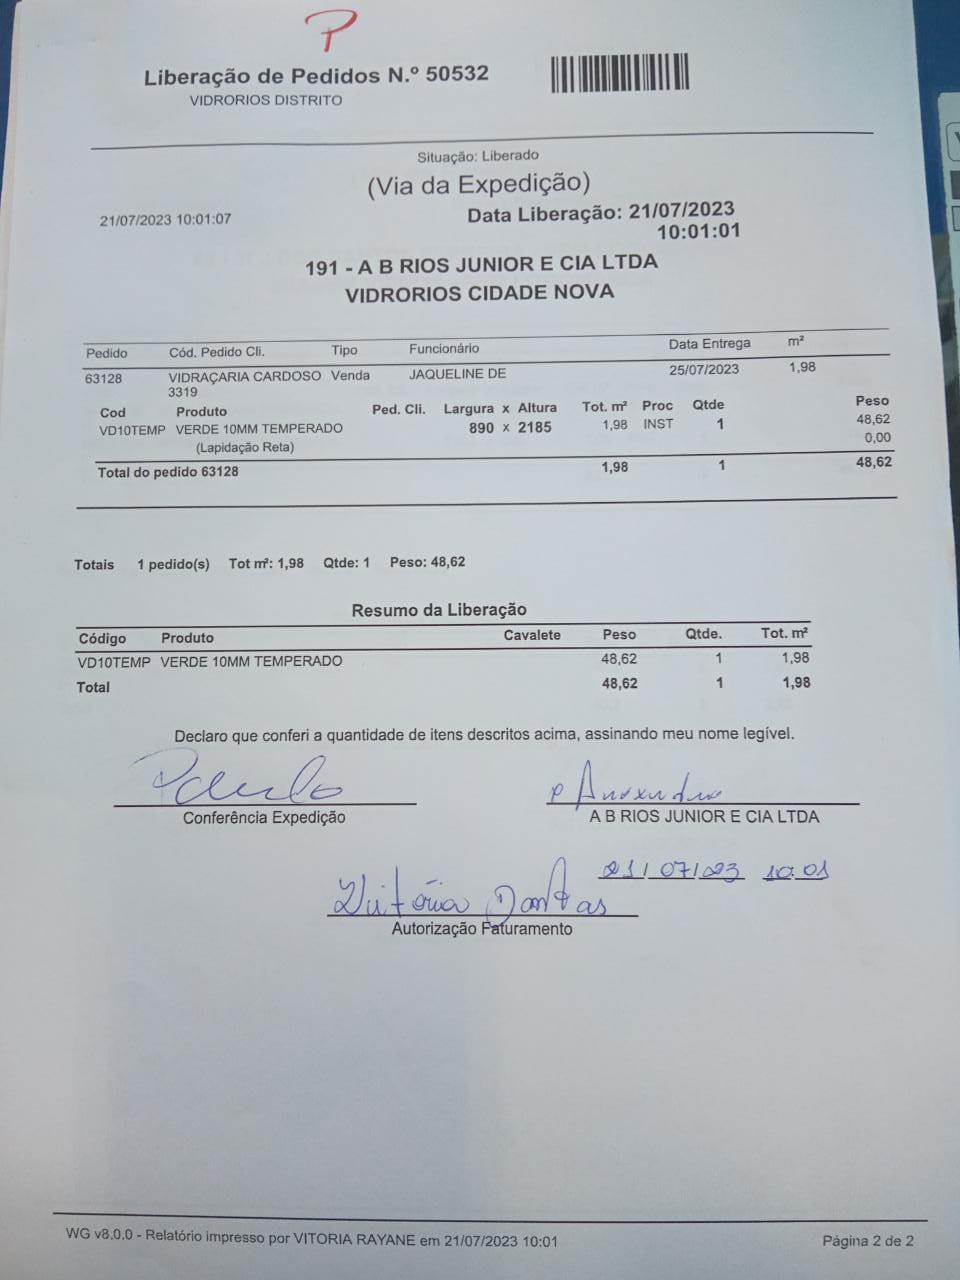 P
Liberação de Pedidos N.º 50532
VIDRORIOS DISTRITO
Situação: Liberado
(Via da Expedição)
21/07/2023 10:01:07
Data Liberação: 21/07/2023
10:01:01
191 - A B RIOS JUNIOR E CIA LTDA
VIDRORIOS CIDADE NOVA
Pedido Cód. Pedido Cli. Tipo Funcionário Data Entrega m²
63128 VIDRAÇARIA CARDOSO Venda JAQUELINE DE 25/07/2023 1,98
3319
Cod Produto Ped. Cli. Largura x Altura Tot. m² Proc Qtde Peso
VD10TEMP VERDE 10MM TEMPERADO 890 x 2185 1,98 INST 1 48,62
(Lapidação Reta) 0,00
Total do pedido 63128 1,98 1 48,62
Totais 1 pedido(s) Tot m²: 1,98 Qtde: 1 Peso: 48,62
Resumo da Liberação
Código Produto Cavalete Peso Qtde. Tot. m²
VD10TEMP VERDE 10MM TEMPERADO 48,62 1 1,98
Total 48,62 1 1,98
Declaro que conferi a quantidade de itens descritos acima, assinando meu nome legível.
Paulo
Conferência Expedição A B RIOS JUNIOR E CIA LTDA
21/07/23 10:01
Vitória Dantas
Autorização Faturamento
WG v8.0.0 - Relatório impresso por VITORIA RAYANE em 21/07/2023 10:01 Página 2 de 2